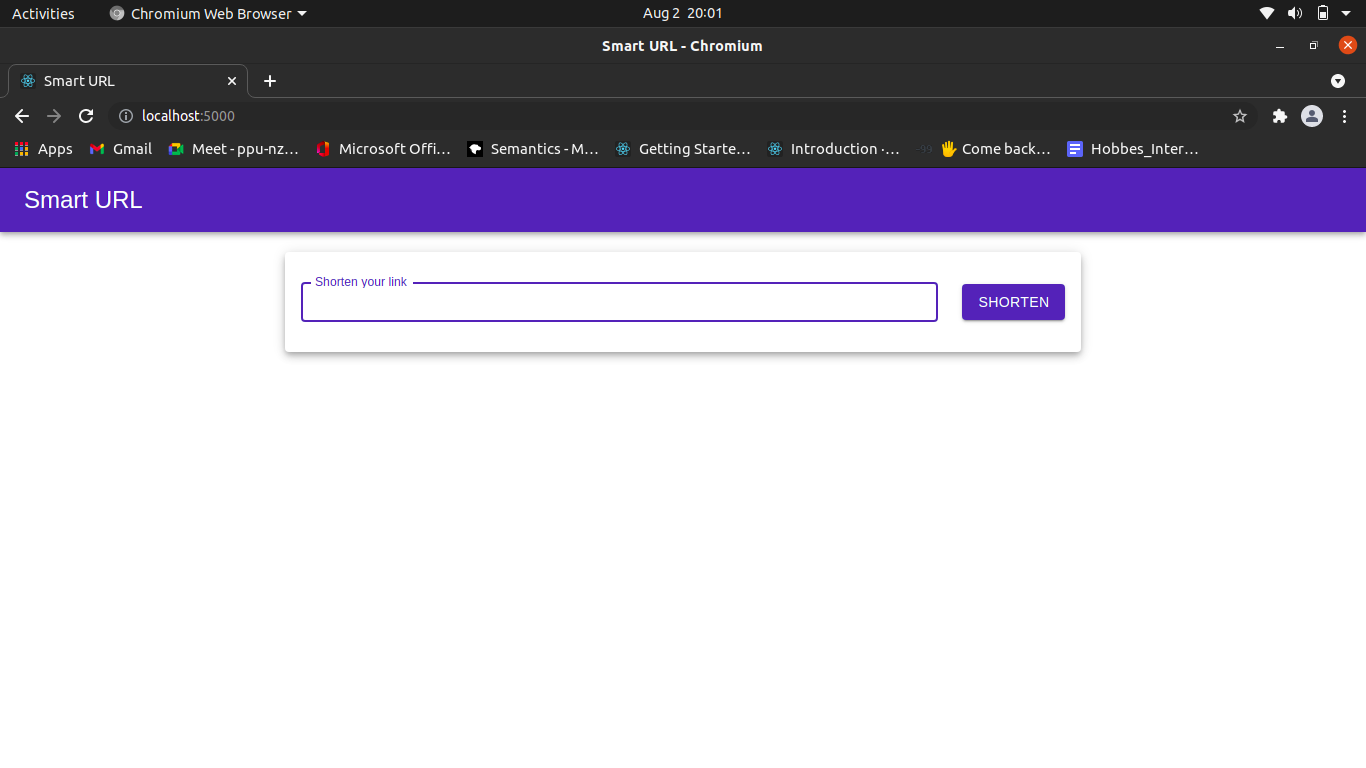 Activities Chromium Web Browser Aug 2 20:01
Smart URL - Chromium
Smart URL
localhost:5000
Apps Gmail Meet - ppu-nz... Microsoft Offi... Semantics - M... Getting Starte... Introduction ·... Come back... Hobbes_Inter...
Smart URL
Shorten your link
SHORTEN